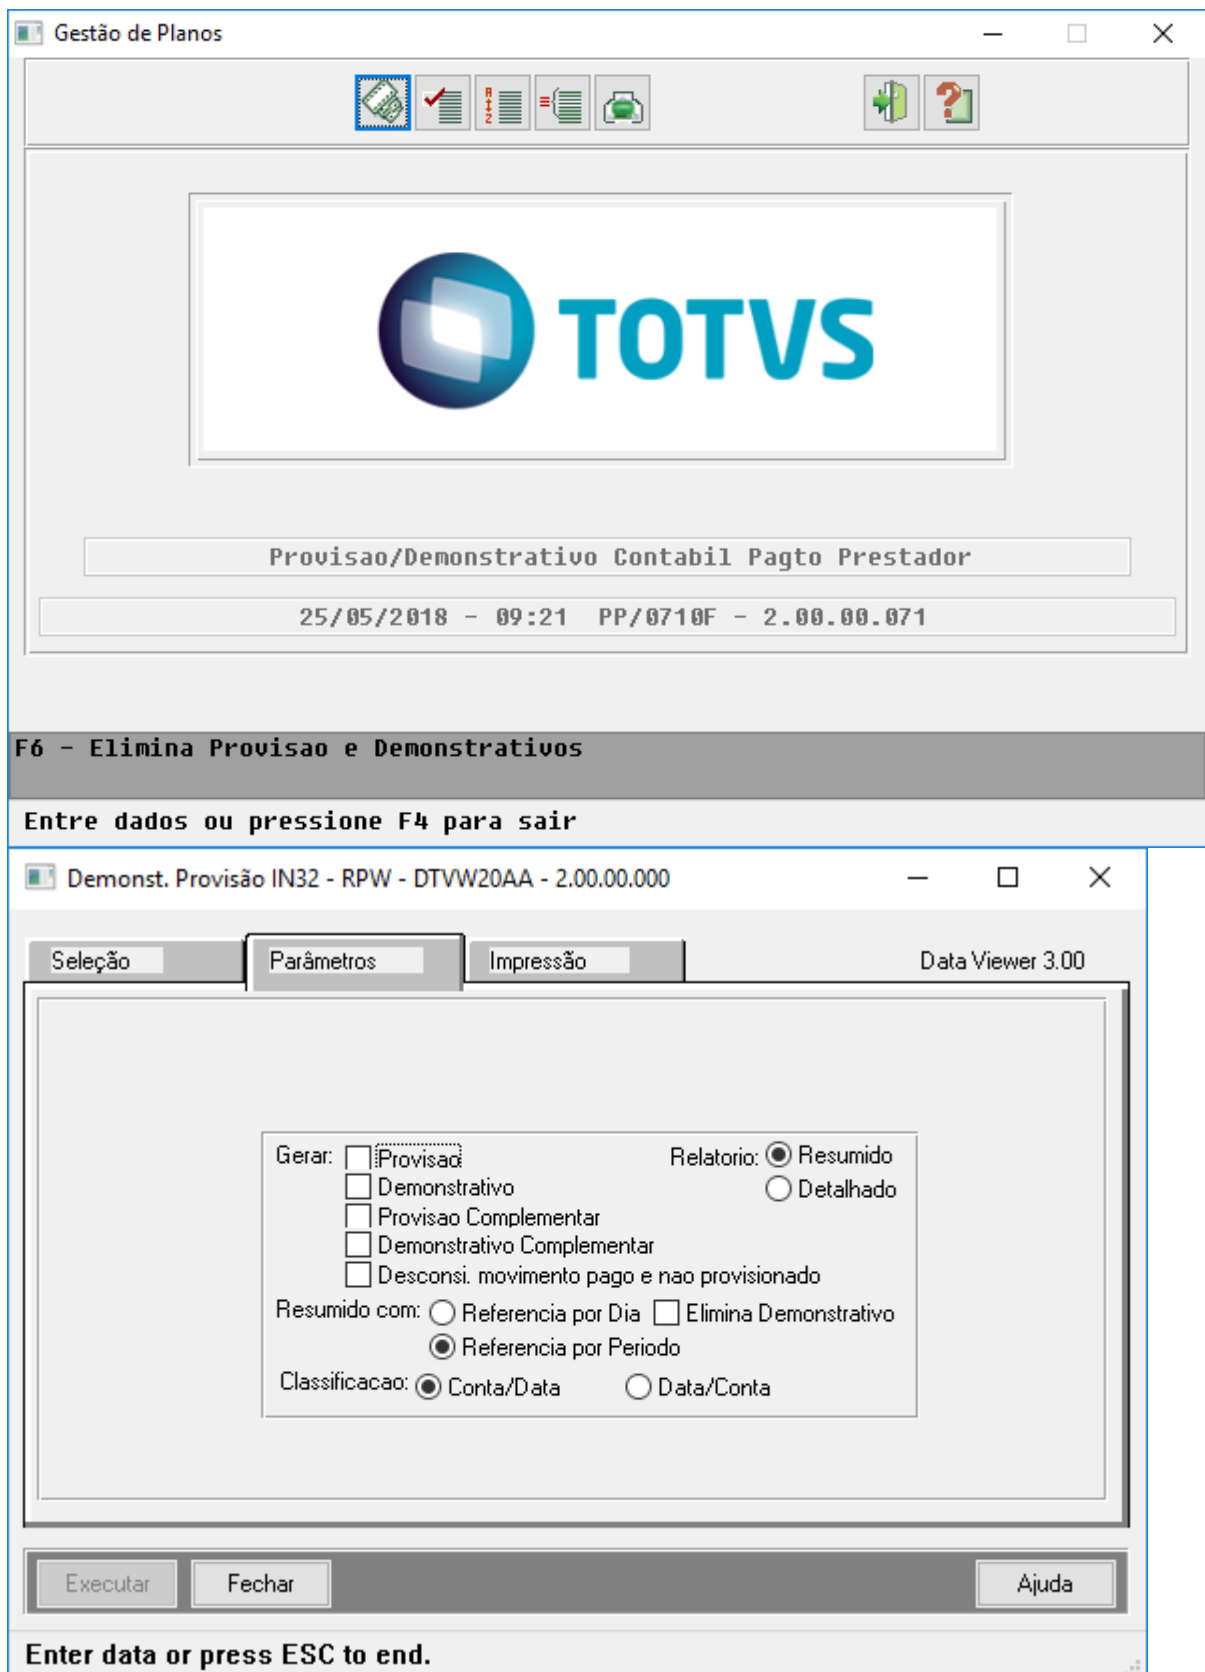 Gestão de Planos
TOTVS
Provisao/Demonstrativo Contabil Pagto Prestador
25/05/2018 - 09:21 PP/0710F - 2.00.00.071
F6 - Elimina Provisao e Demonstrativos
Entre dados ou pressione F4 para sair
Demonst. Provisão IN32 - RPW - DTVW20AA - 2.00.00.000
Seleção Parâmetros Impressão Data Viewer 3.00
Gerar: Provisao Relatorio: Resumido
Demonstrativo Detalhado
Provisao Complementar
Demonstrativo Complementar
Desconsi. movimento pago e nao provisionado
Resumido com: Referencia por Dia Elimina Demonstrativo
Referencia por Periodo
Classificacao: Conta/Data Data/Conta
Executar Fechar Ajuda
Enter data or press ESC to end.